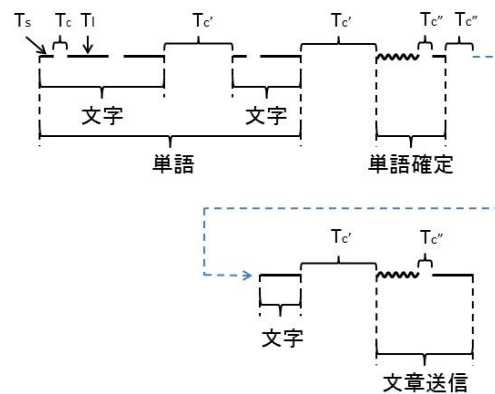 Ts Tc Tl Tc' Tc' Tc" Tc"
文字 文字
単語 単語確定
Tc' Tc"
文字
文章送信